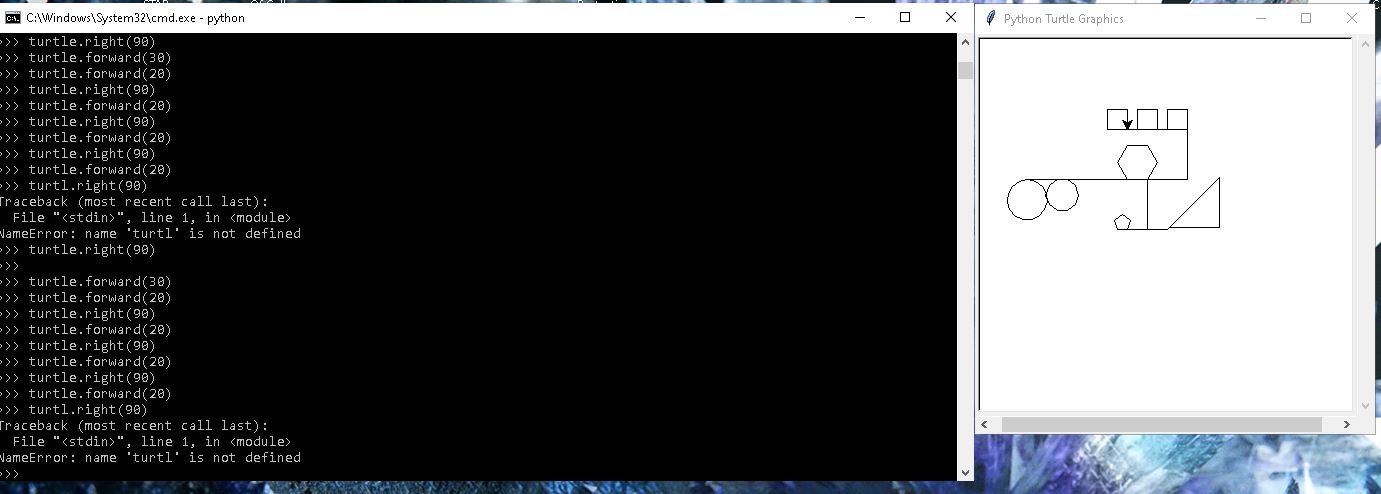 C:\Windows\System32\cmd.exe - python
>>> turtle.right(90)
>>> turtle.forward(30)
>>> turtle.forward(20)
>>> turtle.right(90)
>>> turtle.forward(20)
>>> turtle.right(90)
>>> turtle.forward(20)
>>> turtle.right(90)
>>> turtle.forward(20)
>>> turtl.right(90)
Traceback (most recent call last):
  File "<stdin>", line 1, in <module>
NameError: name 'turtl' is not defined
>>> turtle.right(90)
>>>
>>> turtle.forward(30)
>>> turtle.forward(20)
>>> turtle.right(90)
>>> turtle.forward(20)
>>> turtle.right(90)
>>> turtle.forward(20)
>>> turtle.right(90)
>>> turtle.forward(20)
>>> turtl.right(90)
Traceback (most recent call last):
  File "<stdin>", line 1, in <module>
NameError: name 'turtl' is not defined
>>>
Python Turtle Graphics